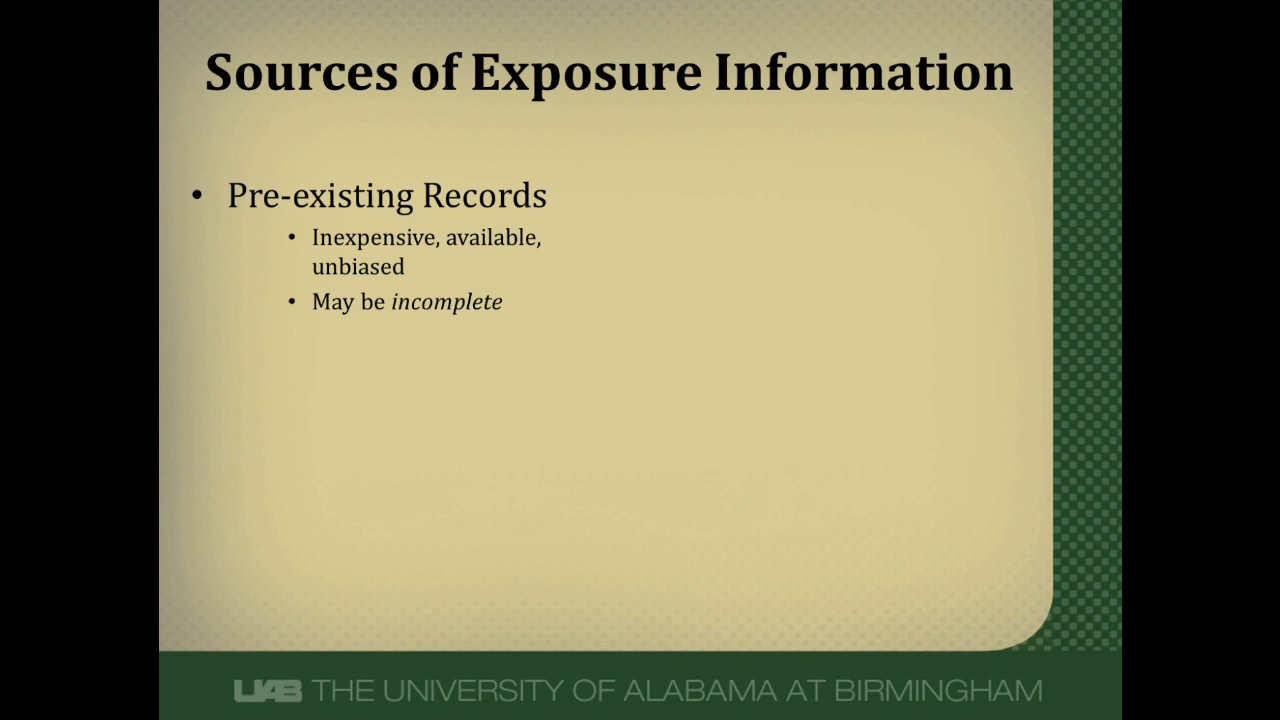 Sources of Exposure Information
• Pre-existing Records
• Inexpensive, available,
unbiased
• May be incomplete
UAB THE UNIVERSITY OF ALABAMA AT BIRMINGHAM